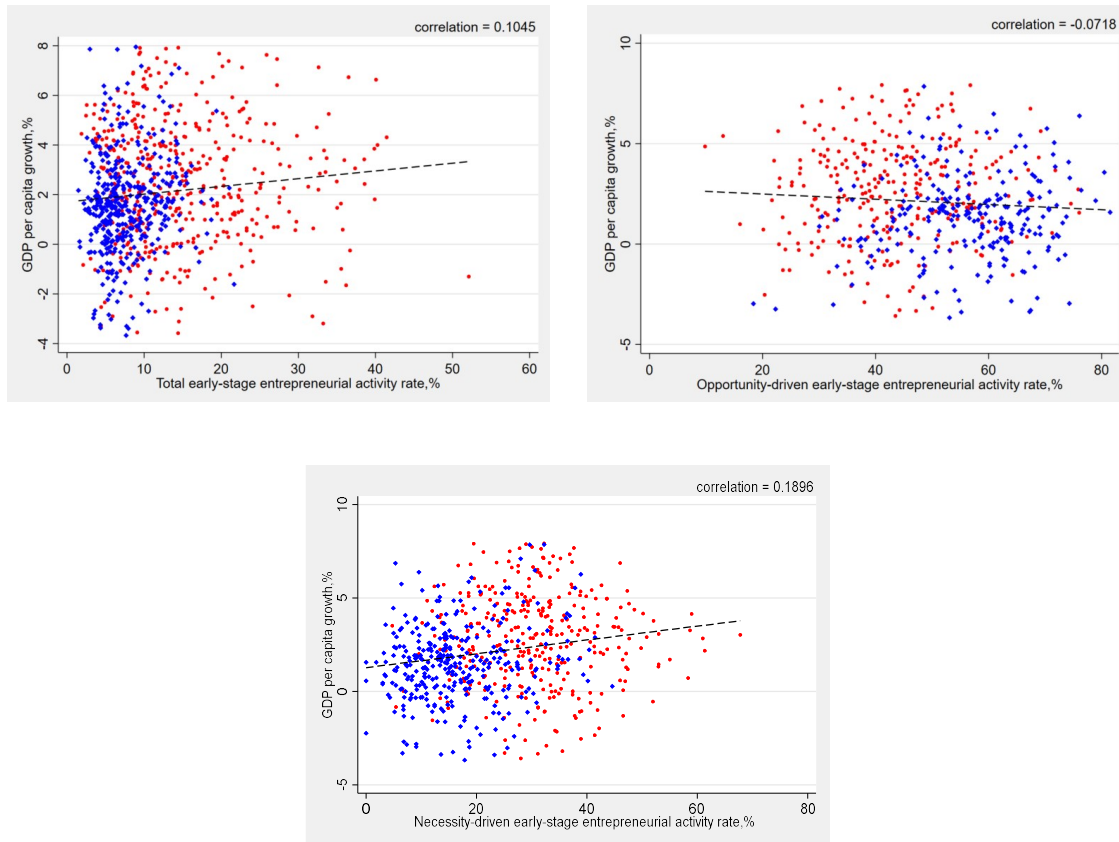 correlation = 0.1045
GDP per capita growth,%
8
6
4
2
0
-2
-4
0 10 20 30 40 50 60
Total early-stage entrepreneurial activity rate,%
correlation = -0.0718
GDP per capita growth,%
10
5
0
-5
0 20 40 60 80
Opportunity-driven early-stage entrepreneurial activity rate,%
correlation = 0.1896
GDP per capita growth,%
10
5
0
-5
0 20 40 60 80
Necessity-driven early-stage entrepreneurial activity rate,%